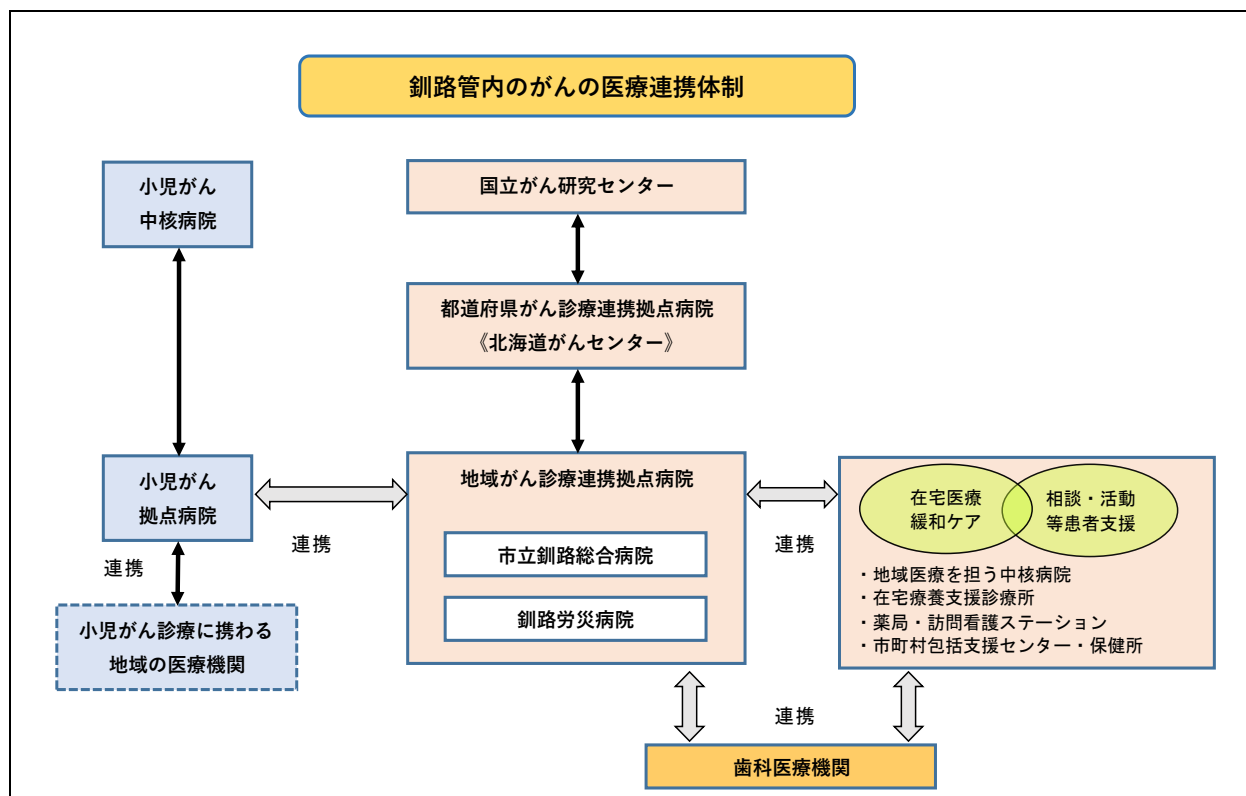 釧路管内のがんの医療連携体制
小児がん
中核病院
国立がん研究センター
都道府県がん診療連携拠点病院
《北海道がんセンター》
小児がん
拠点病院
連携
小児がん診療に携わる
地域の医療機関
連携
地域がん診療連携拠点病院
市立釧路総合病院
釧路労災病院
連携
在宅医療
緩和ケア
相談・活動
等患者支援
・地域医療を担う中核病院
・在宅療養支援診療所
・薬局・訪問看護ステーション
・市町村包括支援センター・保健所
連携
歯科医療機関